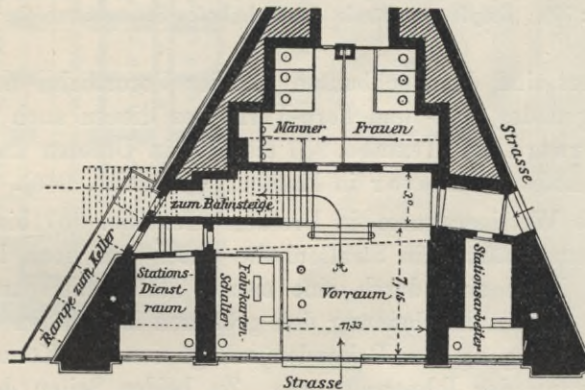 Männer
Frauen
Strasse
zum Bahnsteige
3,0
Rampe zum Keller
Stations-
Dienst-
raum
Fahrkarten-
Schalter
Vorraum
7,15
11,33
Stationsarbeiter
Strasse